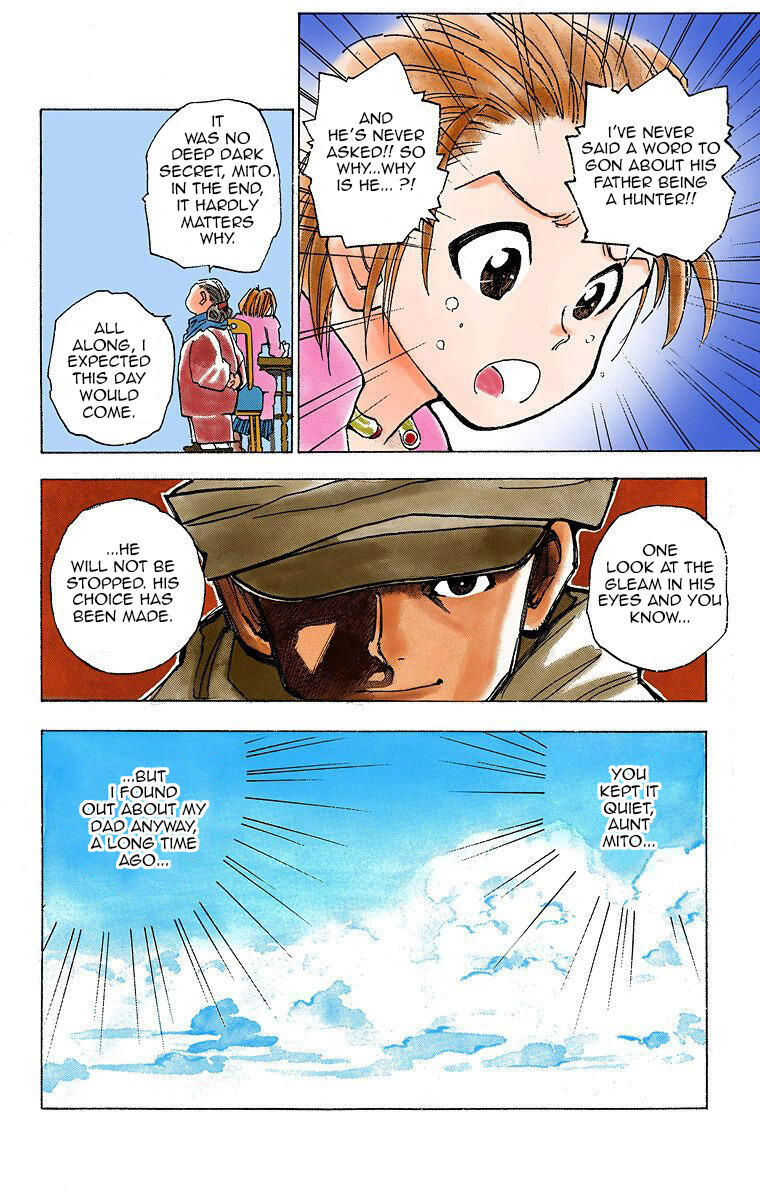 I'VE NEVER
SAID A WORD TO
GON ABOUT HIS
FATHER BEING
A HUNTER!!
AND
HE'S NEVER
ASKED!! SO
WHY...WHY
IS HE... ?!
IT
WAS NO
DEEP DARK
SECRET, MITO.
IN THE END,
IT HARDLY
MATTERS
WHY.
ALL
ALONG, I
EXPECTED
THIS DAY
WOULD
COME.
ONE
LOOK AT THE
GLEAM IN HIS
EYES AND YOU
KNOW...
...HE
WILL NOT BE
STOPPED. HIS
CHOICE HAS
BEEN MADE.
YOU
KEPT IT
QUIET,
AUNT
MITO...
...BUT
I FOUND
OUT ABOUT MY
DAD ANYWAY,
A LONG TIME
AGO...